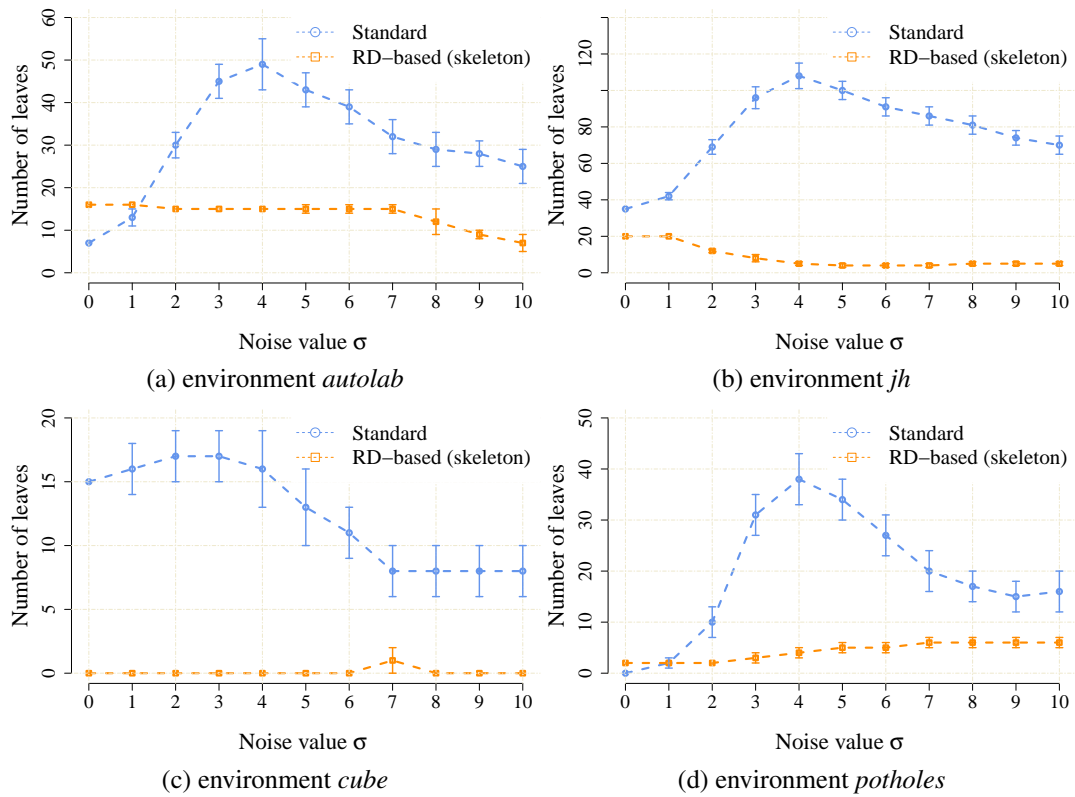 Number of leaves
60
50
40
30
20
10
0
Standard
RD−based (skeleton)
0 1 2 3 4 5 6 7 8 9 10
Noise value σ
(a) environment autolab
Number of leaves
120
80
60
40
20
0
Standard
RD−based (skeleton)
0 1 2 3 4 5 6 7 8 9 10
Noise value σ
(b) environment jh
Number of leaves
20
15
10
5
0
Standard
RD−based (skeleton)
0 1 2 3 4 5 6 7 8 9 10
Noise value σ
(c) environment cube
Number of leaves
50
40
30
20
10
0
Standard
RD−based (skeleton)
0 1 2 3 4 5 6 7 8 9 10
Noise value σ
(d) environment potholes